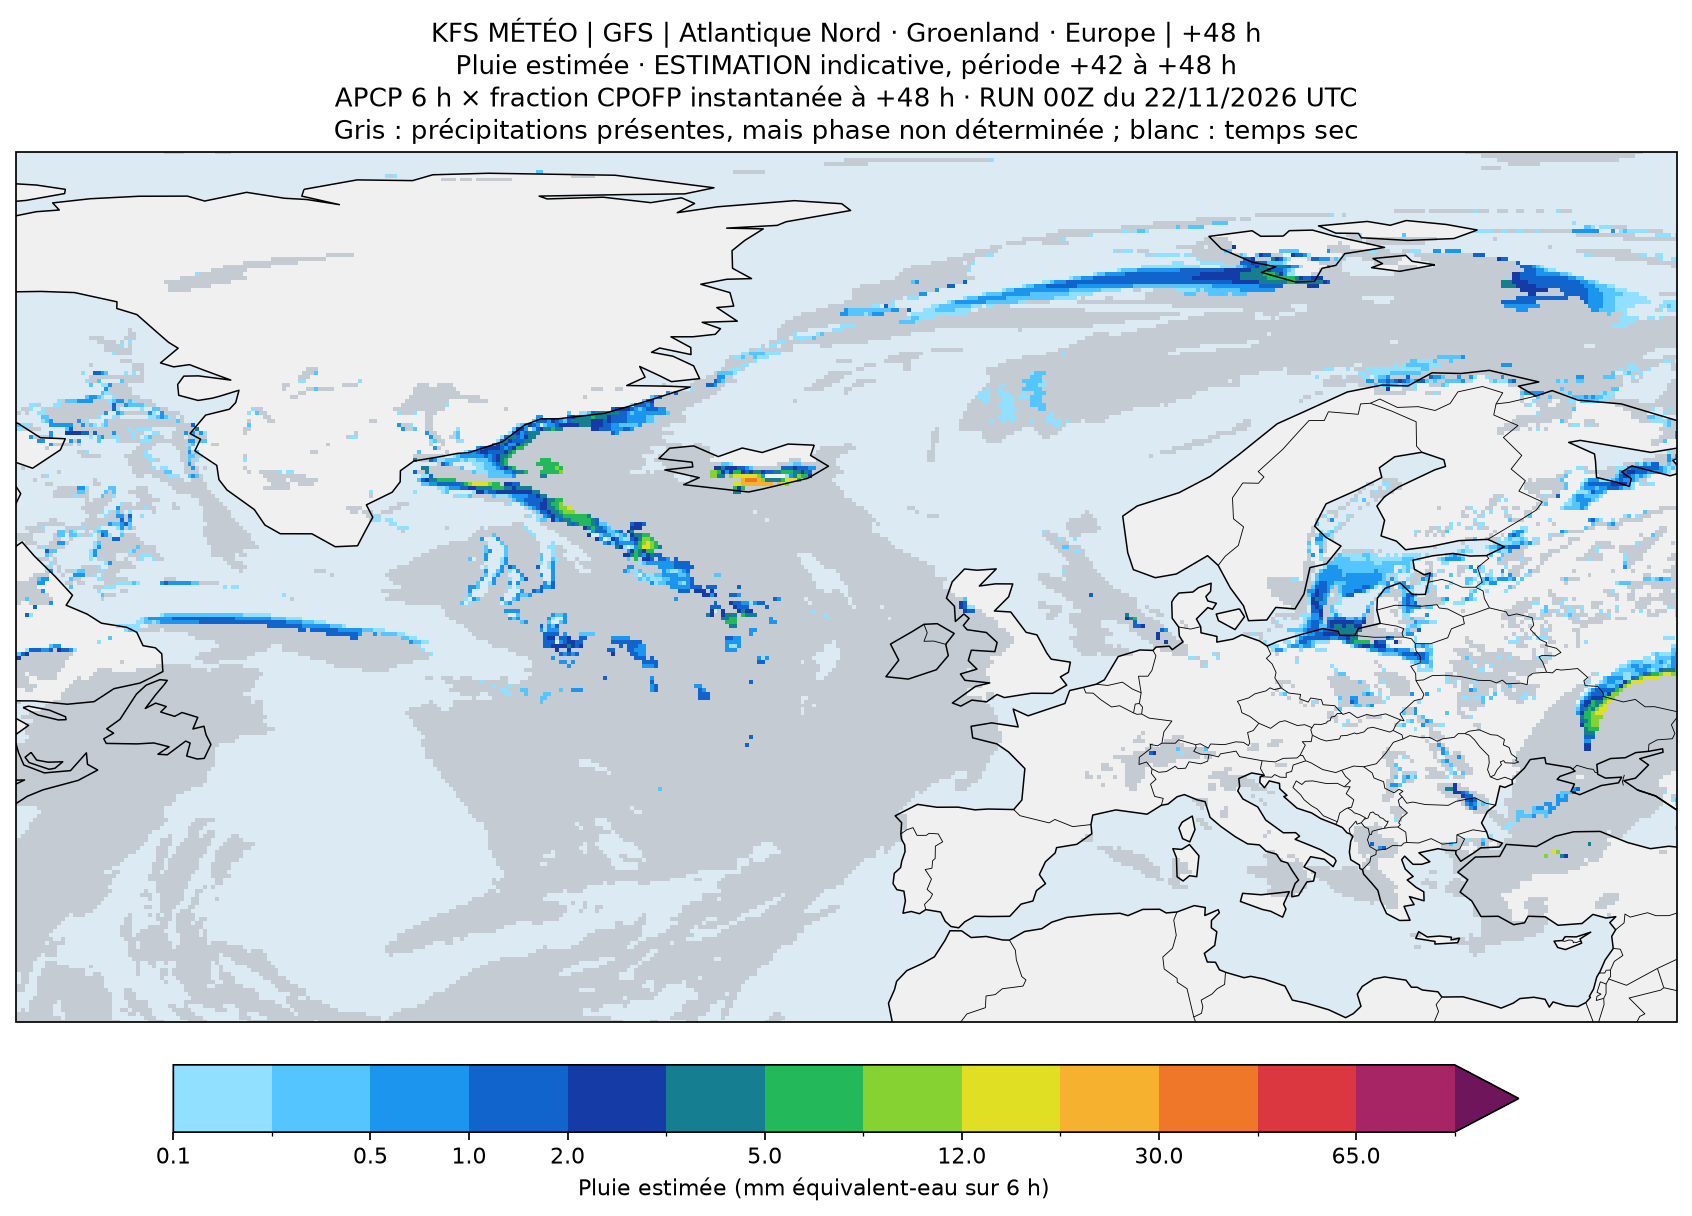 KFS MÉTÉO | GFS | Atlantique Nord · Groenland · Europe | +48 h
Pluie estimée · ESTIMATION indicative, période +42 à +48 h
APCP 6 h × fraction CPOFP instantanée à +48 h · RUN 00Z du 22/11/2026 UTC
Gris : précipitations présentes, mais phase non déterminée ; blanc : temps sec
0.1 0.5 1.0 2.0 5.0 12.0 30.0 65.0
Pluie estimée (mm équivalent-eau sur 6 h)